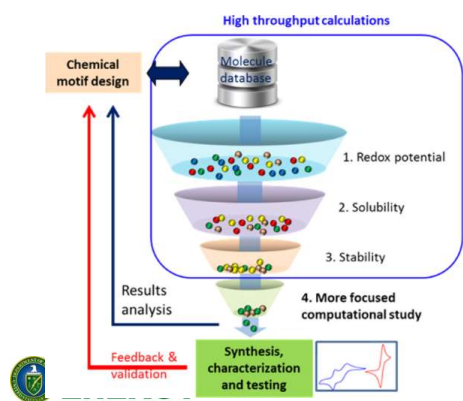 High throughput calculations
Chemical
motif design
Molecule
database
1. Redox potential
2. Solubility
3. Stability
Results
analysis
4. More focused
computational study
Feedback &
validation
Synthesis,
characterization
and testing